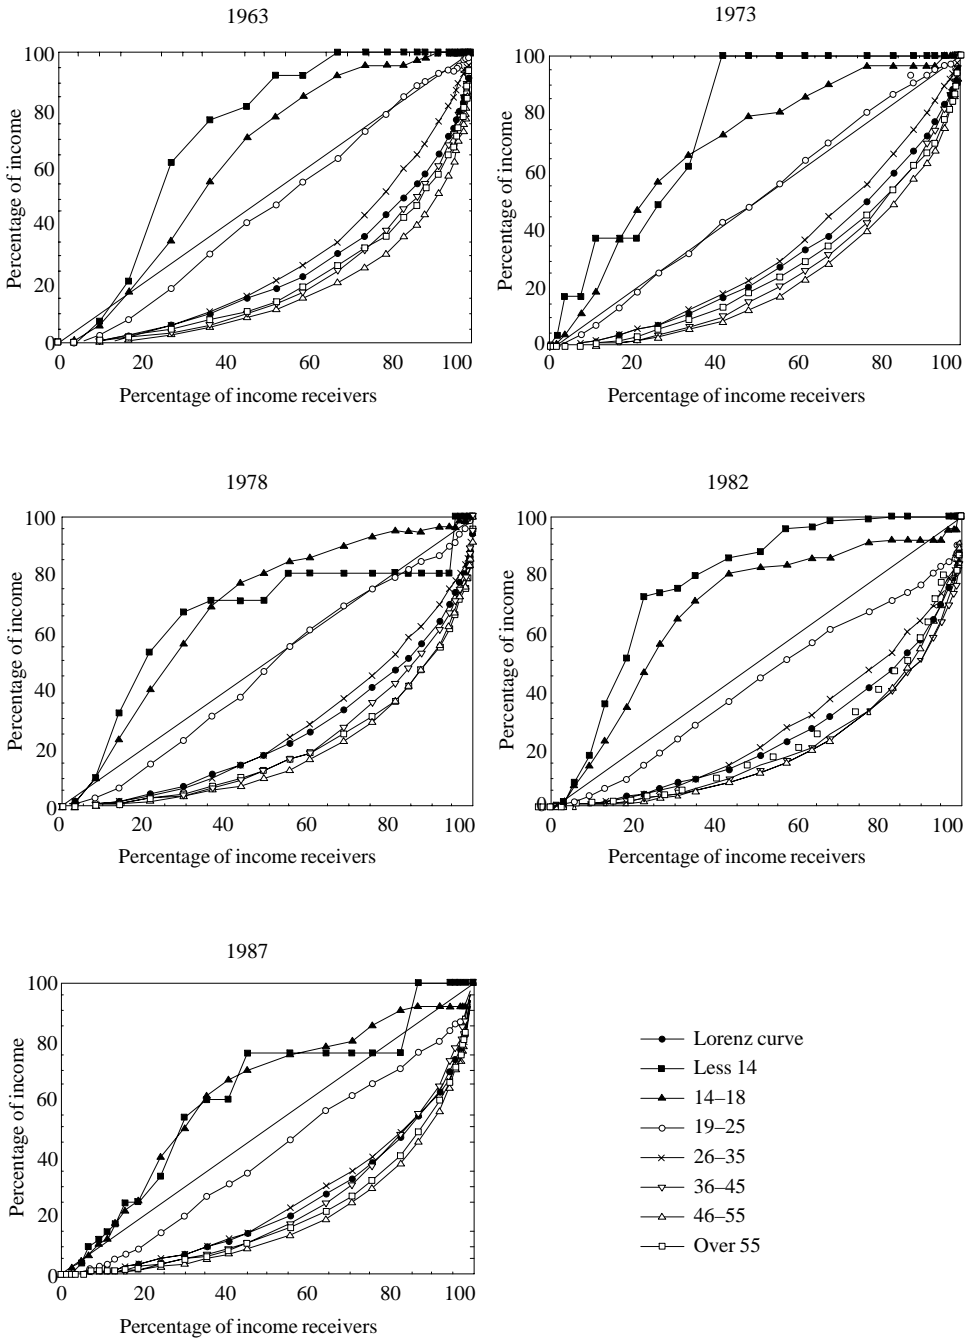 1963
100
80
60
40
20
0
Percentage of income
0 20 40 60 80 100
Percentage of income receivers
1973
100
80
60
40
20
0
Percentage of income
0 20 40 60 80 100
Percentage of income receivers
1978
100
80
60
40
20
0
Percentage of income
0 20 40 60 80 100
Percentage of income receivers
1982
100
80
60
40
20
0
Percentage of income
0 20 40 60 80 100
Percentage of income receivers
1987
100
80
60
40
20
0
Percentage of income
0 20 40 60 80 100
Percentage of income receivers
Lorenz curve
Less 14
14–18
19–25
26–35
36–45
46–55
Over 55